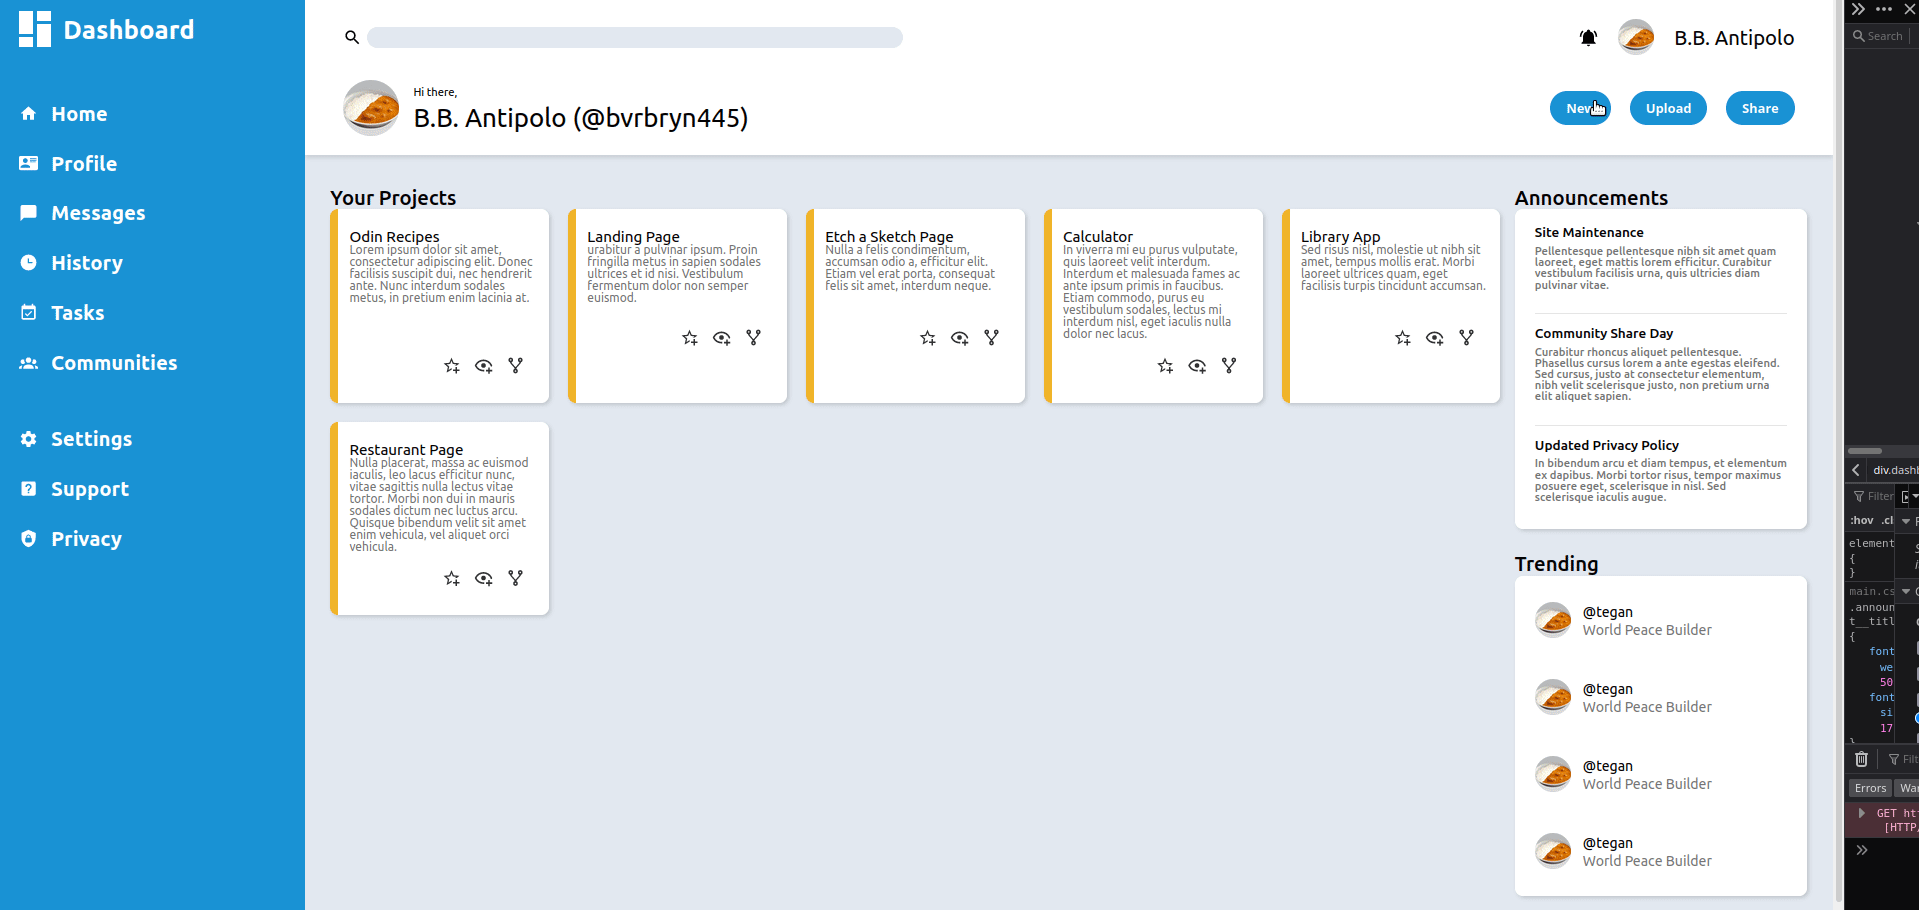 Dashboard
Home
Profile
Messages
History
Tasks
Communities
Settings
Support
Privacy
B.B. Antipolo
Hi there,
B.B. Antipolo (@bvrbryn445)
New
Upload
Share
Your Projects
Odin Recipes
Lorem ipsum dolor sit amet,
consectetur adipiscing elit. Donec
facilisis suscipit dui, nec hendrerit
ante. Nunc interdum sodales
metus, in pretium enim lacinia at.
Landing Page
urabitur a pulvinar ipsum. Proin
fringilla metus in sapien sodales
ultrices et id nisi. Vestibulum
fermentum dolor non semper
euismod.
Etch a Sketch Page
Nulla a felis condimentum,
accumsan odio a, efficitur elit.
Etiam vel erat porta, consequat
felis sit amet, interdum neque.
Calculator
In viverra mi eu purus vulputate,
quis laoreet velit interdum.
Interdum et malesuada fames ac
ante ipsum primis in faucibus.
Etiam commodo, purus eu
vestibulum sodales, lectus mi
interdum nisl, eget iaculis nulla
dolor nec lacus.
Library App
Sed risus nisl, molestie ut nibh sit
amet, tempus mollis erat. Morbi
laoreet ultrices quam, eget
facilisis turpis tincidunt accumsan.
Restaurant Page
Nulla placerat, massa ac euismod
iaculis, leo lacus efficitur nunc,
vitae sagittis nulla lectus vitae
tortor. Morbi non dui in mauris
sodales dictum nec luctus arcu.
Quisque bibendum velit sit amet
enim vehicula, vel aliquet orci
vehicula.
Announcements
Site Maintenance
Pellentesque pellentesque nibh sit amet quam
laoreet, eget mattis lorem efficitur. Curabitur
vestibulum facilisis urna, quis ultricies diam
pulvinar vitae.
Community Share Day
Curabitur rhoncus aliquet pellentesque.
Phasellus cursus lorem a ante egestas eleifend.
Sed cursus, justo at consectetur elementum,
nibh velit scelerisque justo, non pretium urna
elit aliquet sapien.
Updated Privacy Policy
In bibendum arcu et diam tempus, et elementum
ex dapibus. Morbi tortor risus, tempor maximus
posuere eget, scelerisque in nisl. Sed
scelerisque iaculis augue.
Trending
@tegan
World Peace Builder
@tegan
World Peace Builder
@tegan
World Peace Builder
@tegan
World Peace Builder
Search
div.dash
Filter
:hov .cl
element
{
}
main.cs
.announ
t__titl
{
font
we
50
font
si
17
}
Filt
Errors
War
GET ht
[HTTP